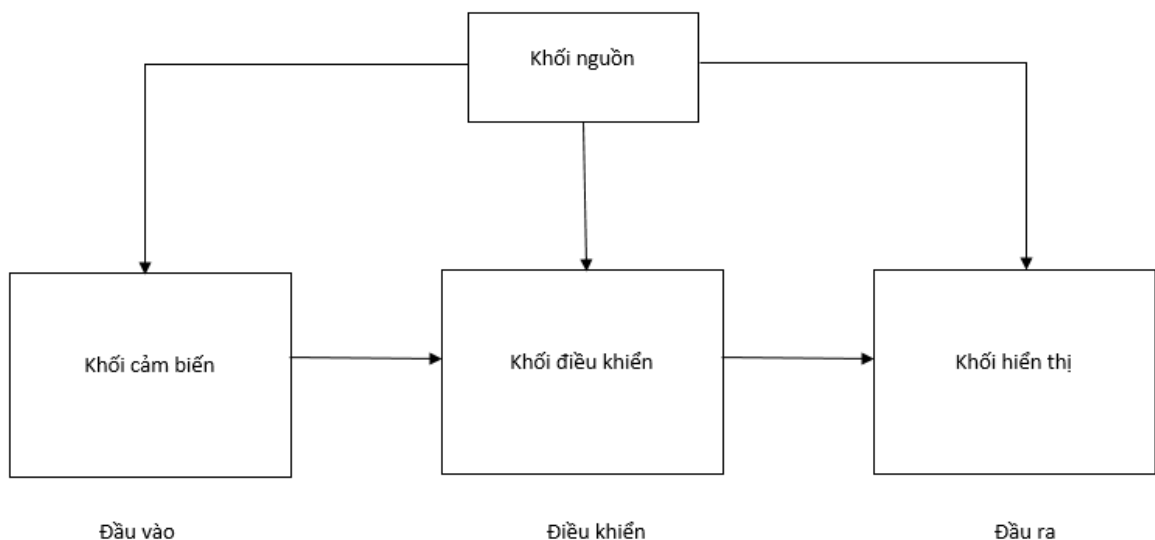 Khối nguồn
Khối cảm biến
Khối điều khiển
Khối hiển thị
Đầu vào
Điều khiển
Đầu ra